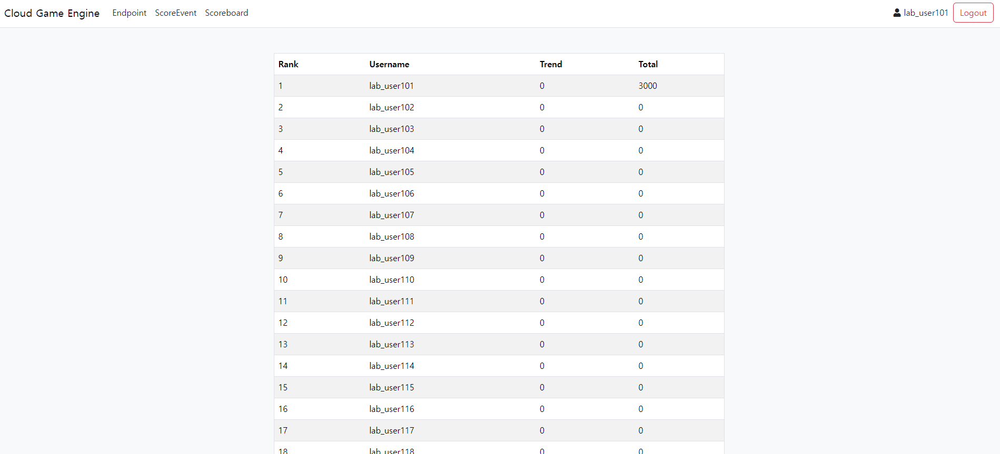 Cloud Game Engine Endpoint ScoreEvent Scoreboard lab_user101 Logout
Rank Username Trend Total
1 lab_user101 0 3000
2 lab_user102 0 0
3 lab_user103 0 0
4 lab_user104 0 0
5 lab_user105 0 0
6 lab_user106 0 0
7 lab_user107 0 0
8 lab_user108 0 0
9 lab_user109 0 0
10 lab_user110 0 0
11 lab_user111 0 0
12 lab_user112 0 0
13 lab_user113 0 0
14 lab_user114 0 0
15 lab_user115 0 0
16 lab_user116 0 0
17 lab_user117 0 0
18 lab_user118 0 0